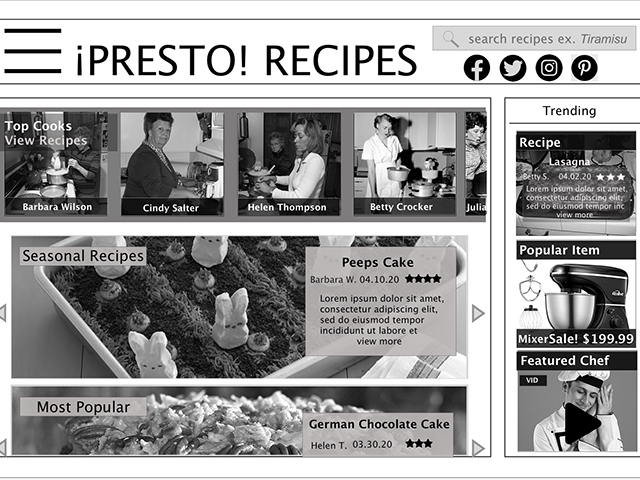 ¡PRESTO! RECIPES
search recipes ex. Tiramisu
Top Cooks
View Recipes
Barbara Wilson
Cindy Salter
Helen Thompson
Betty Crocker
Julia
Seasonal Recipes
Peeps Cake
Barbara W. 04.10.20 ★★★★
Lorem ipsum dolor sit amet,
consectetur adipiscing elit,
sed do eiusmod tempor
incididunt ut labore et
view more
Most Popular
German Chocolate Cake
Helen T. 03.30.20 ★★★
Trending
Recipe
Lasagna
Betty S. 04.02.20 ★★★
Lorem ipsum dolor sit amet,
consectetur adipiscing elit,
sed do eiusmod tempor inc
view more
Popular Item
MixerSale! $199.99
Featured Chef
VID